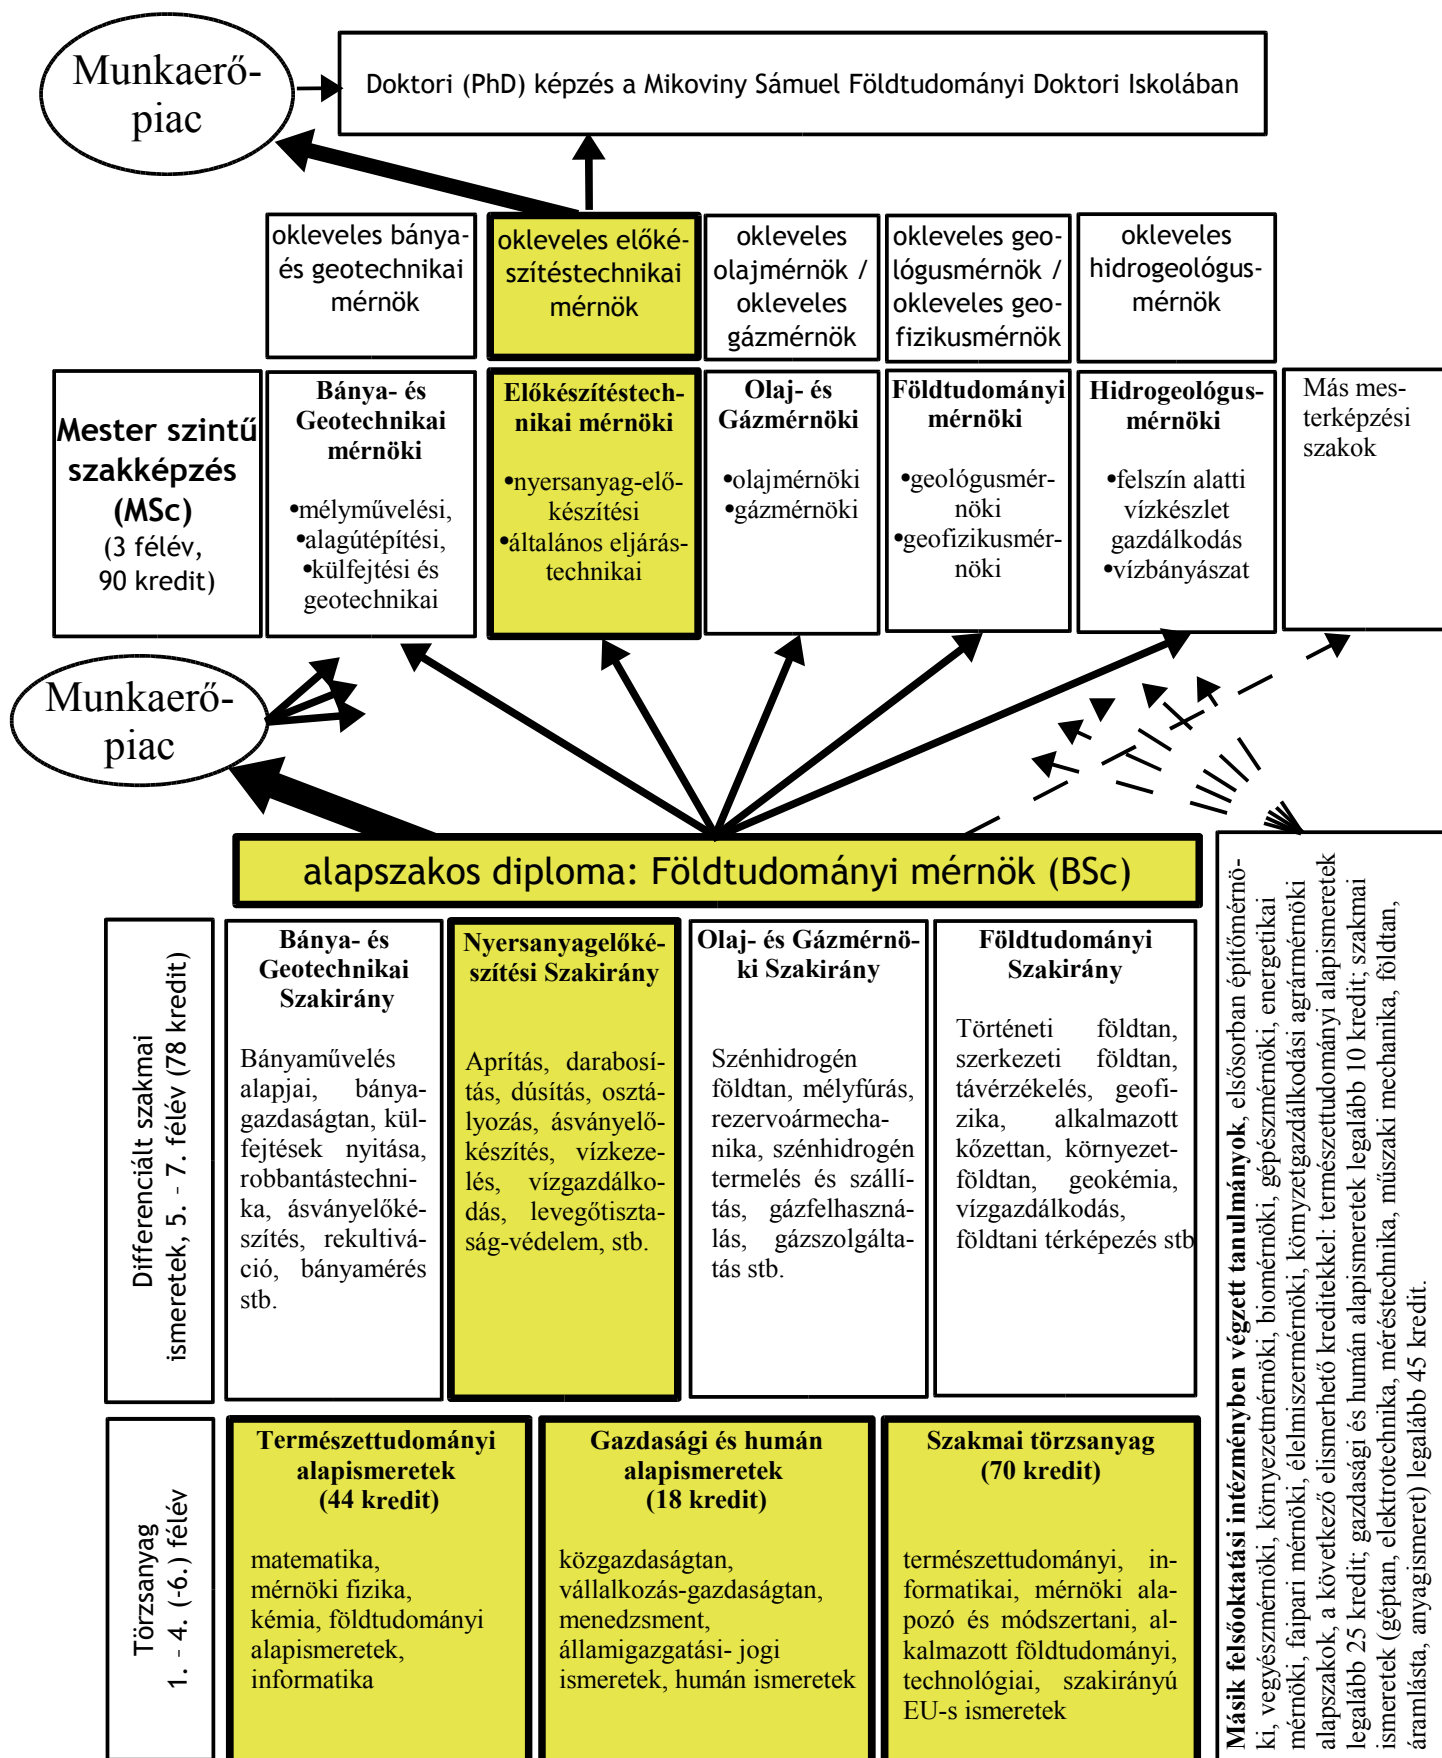 Munkaerő-
piac
Doktori (PhD) képzés a Mikoviny Sámuel Földtudományi Doktori Iskolában
okleveles bánya-
és geotechnikai
mérnök
okleveles előké-
szítéstechnikai
mérnök
okleveles
olajmérnök /
okleveles
gázmérnök
okleveles geo-
lógusmérnök /
okleveles geo-
fizikusmérnök
okleveles
hidrogeológus-
mérnök
Mester szintű
szakképzés
(MSc)
(3 félév,
90 kredit)
Bánya- és
Geotechnikai
mérnöki
•mélyművelési,
•alagútépítési,
•külfejtési és
geotechnikai
Előkészítéstech-
nikai mérnöki
•nyersanyag-elő-
készítési
•általános eljárás-
technikai
Olaj- és
Gázmérnöki
•olajmérnöki
•gázmérnöki
Földtudományi
mérnöki
•geológusmér-
nöki
•geofizikusmér-
nöki
Hidrogeológus-
mérnöki
•felszín alatti
vízkészlet
gazdálkodás
•vízbányászat
Más mes-
terképzési
szakok
Munkaerő-
piac
alapszakos diploma: Földtudományi mérnök (BSc)
Differenciált szakmai
ismeretek, 5. - 7. félév (78 kredit)
Bánya- és
Geotechnikai
Szakirány
Bányaművelés
alapjai, bánya-
gazdaságtan, kül-
fejtések nyitása,
robbantástechni-
ka, ásványelőké-
szítés, rekultivá-
ció, bányamérés
stb.
Nyersanyagelőké-
szítési Szakirány
Aprítás, darabosí-
tás, dúsítás, osztá-
lyozás, ásványelő-
készítés, vízkeze-
lés, vízgazdálko-
dás, levegőtiszta-
ság-védelem, stb.
Olaj- és Gázmérnö-
ki Szakirány
Szénhidrogén
földtan, mélyfúrás,
rezervoármecha-
nika, szénhidrogén
termelés és szállí-
tás, gázfelhaszná-
lás, gázszolgálta-
tás stb.
Földtudományi
Szakirány
Történeti földtan,
szerkezeti földtan,
távérzékelés, geofi-
zika, alkalmazott
kőzettan, környezet-
földtan, geokémia,
vízgazdálkodás,
földtani térképezés stb
Törzsanyag
1. - 4. (-6.) félév
Természettudományi
alapismeretek
(44 kredit)
matematika,
mérnöki fizika,
kémia, földtudományi
alapismeretek,
informatika
Gazdasági és humán
alapismeretek
(18 kredit)
közgazdaságtan,
vállalkozás-gazdaságtan,
menedzsment,
államigazgatási- jogi
ismeretek, humán ismeretek
Szakmai törzsanyag
(70 kredit)
természettudományi, in-
formatikai, mérnöki ala-
pozó és módszertani, al-
kalmazott földtudományi,
technológiai, szakirányú
EU-s ismeretek
Másik felsőoktatási intézményben végzett tanulmányok, elsősorban építőmérnö-
ki, vegyészmérnöki, környezetmérnöki, biomérnöki, gépészmérnöki, energetikai
mérnöki, faipari mérnöki, élelmiszermérnöki, környzetgazdálkodási agrármérnöki
alapszakok, a következő elismerhető kreditekkel: természettudományi alapismeretek
legalább 25 kredit; gazdasági és humán alapismeretek legalább 10 kredit; szakmai
ismeretek (géptan, elektrotechnika, méréstechnika, műszaki mechanika, földtan,
áramlásta, anyagismeret) legalább 45 kredit.